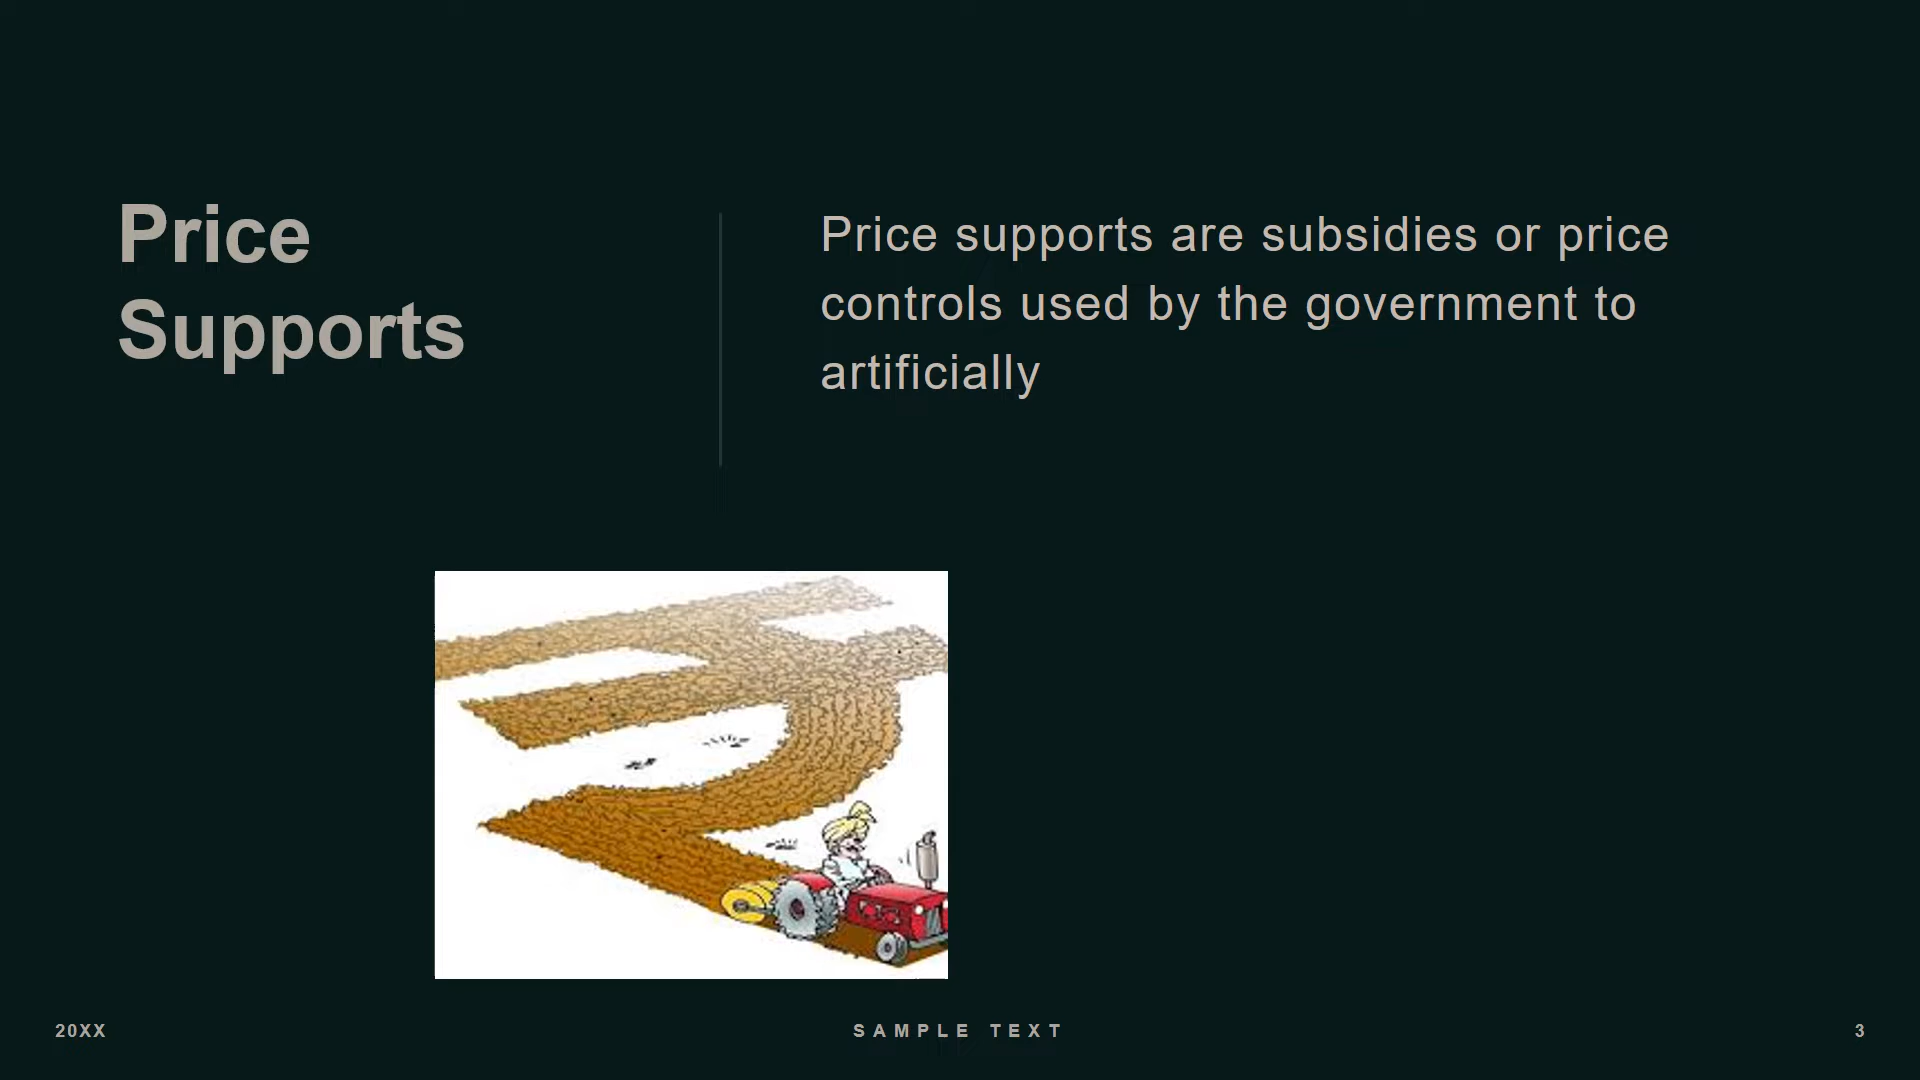 Price
Supports
Price supports are subsidies or price
controls used by the government to
artificially
20XX
SAMPLE TEXT
3